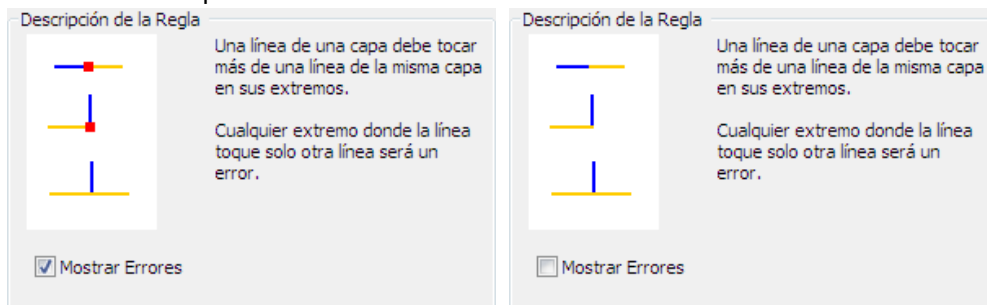 Descripción de la Regla
Una línea de una capa debe tocar
más de una línea de la misma capa
en sus extremos.
Cualquier extremo donde la línea
toque solo otra línea será un
error.
Mostrar Errores
Descripción de la Regla
Una línea de una capa debe tocar
más de una línea de la misma capa
en sus extremos.
Cualquier extremo donde la línea
toque solo otra línea será un
error.
Mostrar Errores